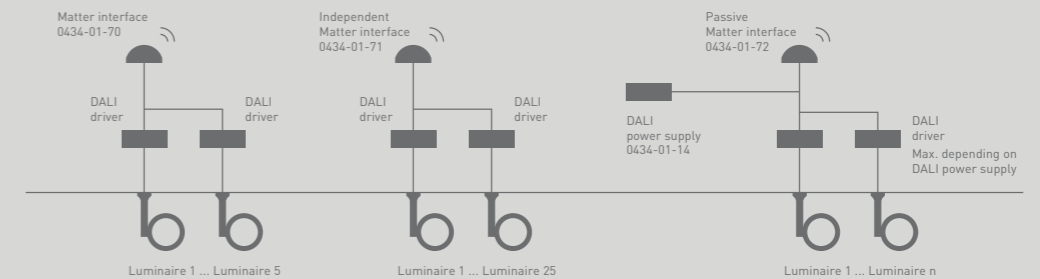 Matter interface
0434-01-70
DALI
driver
DALI
driver
Luminaire 1 ... Luminaire 5
Independent
Matter interface
0434-01-71
DALI
driver
DALI
driver
Luminaire 1 ... Luminaire 25
Passive
Matter interface
0434-01-72
DALI
power supply
0434-01-14
DALI
driver
Max. depending on
DALI power supply
Luminaire 1 ... Luminaire n